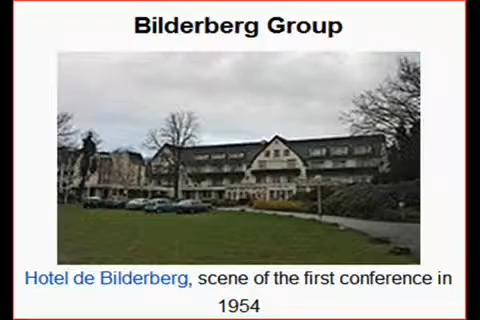 Bilderberg Group
Hotel de Bilderberg, scene of the first conference in
1954